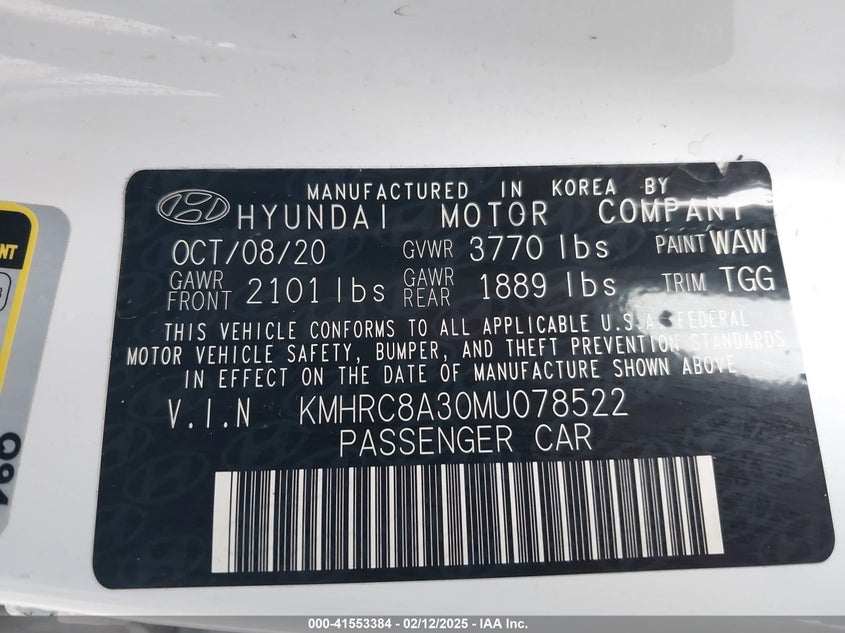 MANUFACTURED IN KOREA BY
HYUNDAI MOTOR COMPANY
OCT/08/20 GVWR 3770 lbs PAINT WAW
GAWR FRONT 2101 lbs GAWR REAR 1889 lbs TRIM TGG
THIS VEHICLE CONFORMS TO ALL APPLICABLE U.S.A. FEDERAL
MOTOR VEHICLE SAFETY, BUMPER, AND THEFT PREVENTION STANDARDS
IN EFFECT ON THE DATE OF MANUFACTURE SHOWN ABOVE
V.I.N KMHRC8A30MU078522
PASSENGER CAR
000-41553384 - 02/12/2025 - IAA Inc.